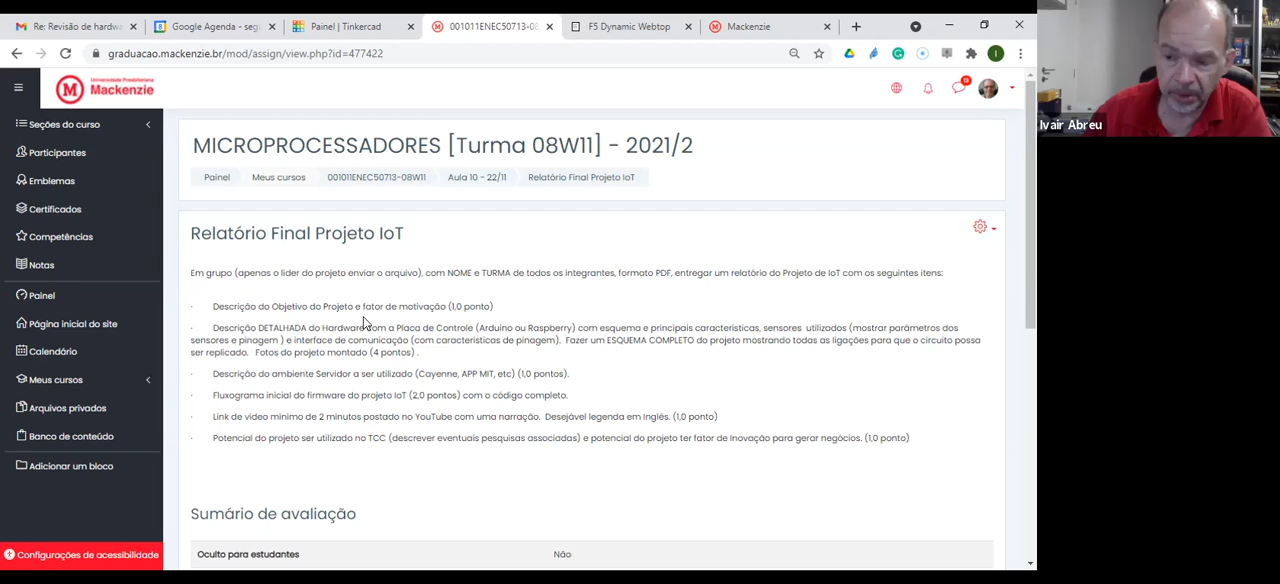 Re: Revisão de hardw
Google Agenda - seg
Painel | Tinkercad
001011ENEC50713-08
F5 Dynamic Webtop
Mackenzie
graduacao.mackenzie.br/mod/assign/view.php?id=477422
Universidade Presbiteriana
Mackenzie
Ivair Abreu
Seções do curso
Participantes
Emblemas
Certificados
Competências
Notas
Painel
Página inicial do site
Calendário
Meus cursos
Arquivos privados
Banco de conteúdo
Adicionar um bloco
Configurações de acessibilidade
MICROPROCESSADORES [Turma 08W11] - 2021/2
Painel Meus cursos 001011ENEC50713-08W11 Aula 10 - 22/11 Relatório Final Projeto IoT
Relatório Final Projeto IoT
Em grupo (apenas o lider do projeto enviar o arquivo), com NOME e TURMA de todos os integrantes, formato PDF, entregar um relatório do Projeto de IoT com os seguintes itens:
· Descrição do Objetivo do Projeto e fator de motivação (1,0 ponto)
· Descrição DETALHADA do Hardware com a Placa de Controle (Arduino ou Raspberry) com esquema e principais características, sensores utilizados (mostrar parâmetros dos
sensores e pinagem ) e interface de comunicação (com características de pinagem). Fazer um ESQUEMA COMPLETO do projeto mostrando todas as ligações para que o circuito possa
ser replicado. Fotos do projeto montado (4 pontos) .
· Descrição do ambiente Servidor a ser utilizado (Cayenne, APP MIT, etc) (1,0 pontos).
· Fluxograma inicial do firmware do projeto IoT (2,0 pontos) com o código completo.
· Link de video minimo de 2 minutos postado no YouTube com uma narração. Desejável legenda em Inglês. (1,0 ponto)
· Potencial do projeto ser utilizado no TCC (descrever eventuais pesquisas associadas) e potencial do projeto ter fator de Inovação para gerar negócios. (1,0 ponto)
Sumário de avaliação
Oculto para estudantes Não